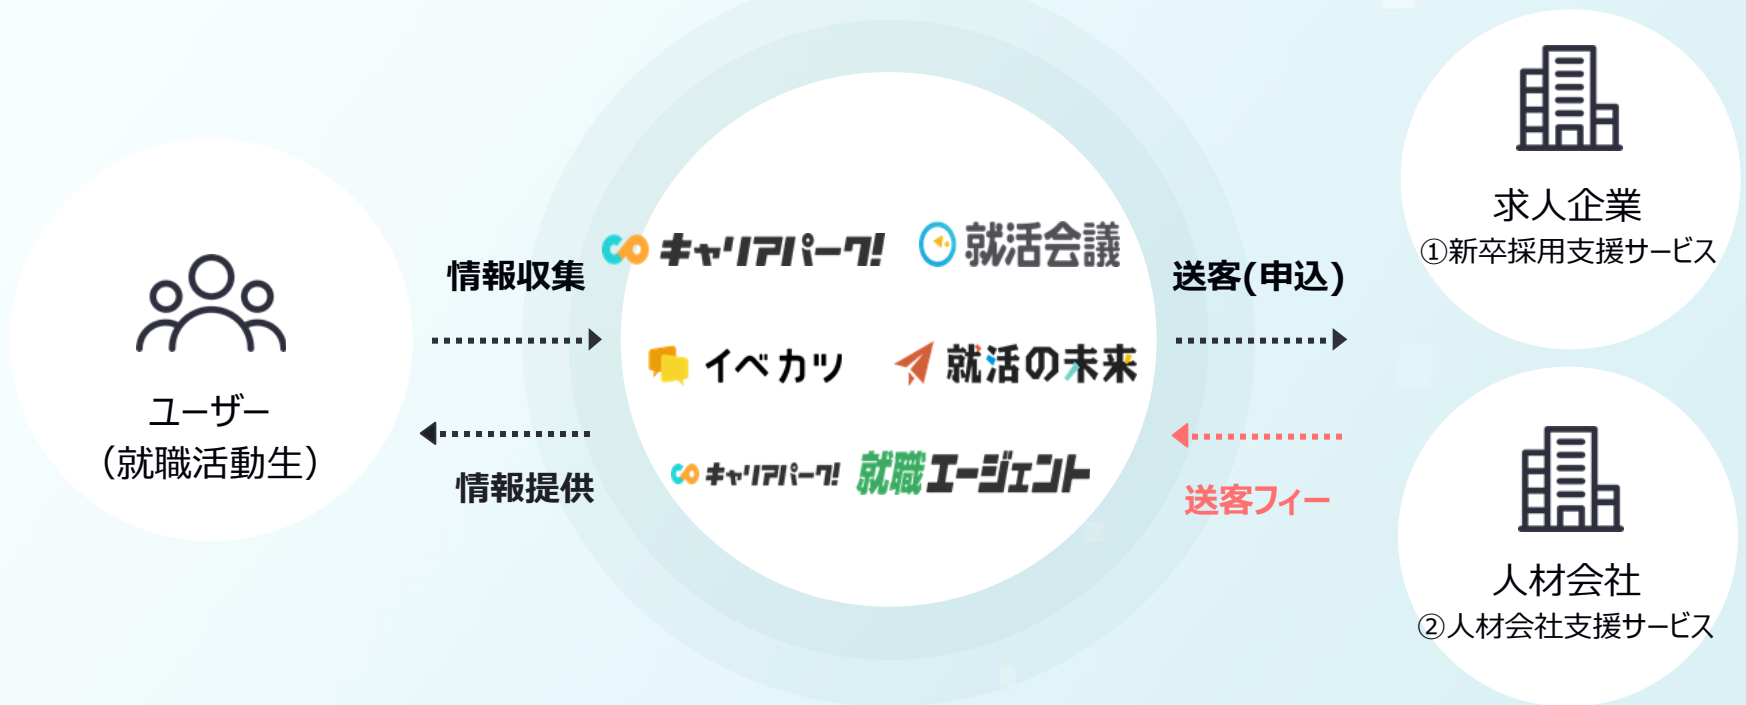 ユーザー
（就職活動生）
情報収集
情報提供
キャリアパーク!
就活会議
イベカツ
就活の未来
キャリアパーク! 就職エージェント
送客(申込)
送客フィー
求人企業
①新卒採用支援サービス
人材会社
②人材会社支援サービス